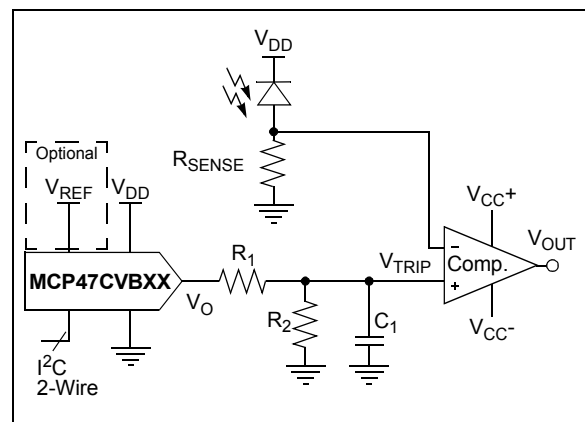 V_DD
Optional
V_REF V_DD
R_SENSE
V_CC+
V_OUT
−
Comp.
+
MCP47CVBXX
V_O
R_1
V_TRIP
R_2
C_1
V_CC-
I²C
2-Wire